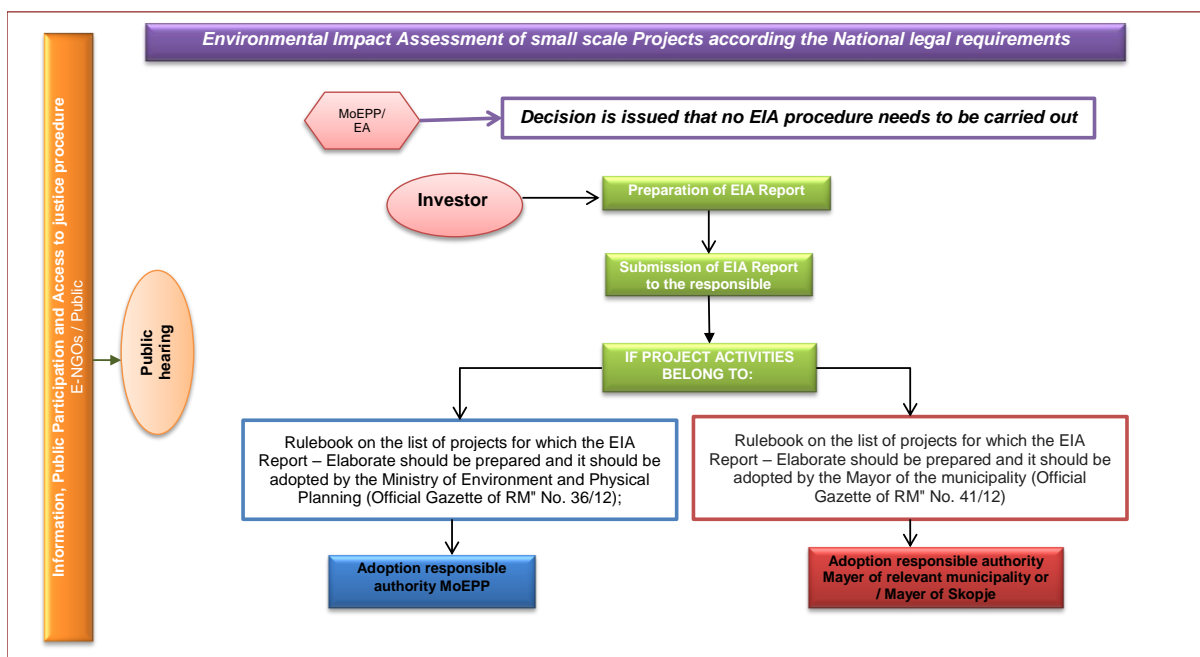 Environmental Impact Assessment of small scale Projects according the National legal requirements
Information, Public Participation and Access to justice procedure
E-NGOs / Public
Public
hearing
MoEPP/
EA
Decision is issued that no EIA procedure needs to be carried out
Investor
Preparation of EIA Report
Submission of EIA Report
to the responsible
IF PROJECT ACTIVITIES
BELONG TO:
Rulebook on the list of projects for which the EIA
Report – Elaborate should be prepared and it should be
adopted by the Ministry of Environment and Physical
Planning (Official Gazette of RM" No. 36/12);
Rulebook on the list of projects for which the EIA
Report – Elaborate should be prepared and it should be
adopted by the Mayor of the municipality (Official
Gazette of RM" No. 41/12)
Adoption responsible
authority MoEPP
Adoption responsible authority
Mayer of relevant municipality or
/ Mayer of Skopje